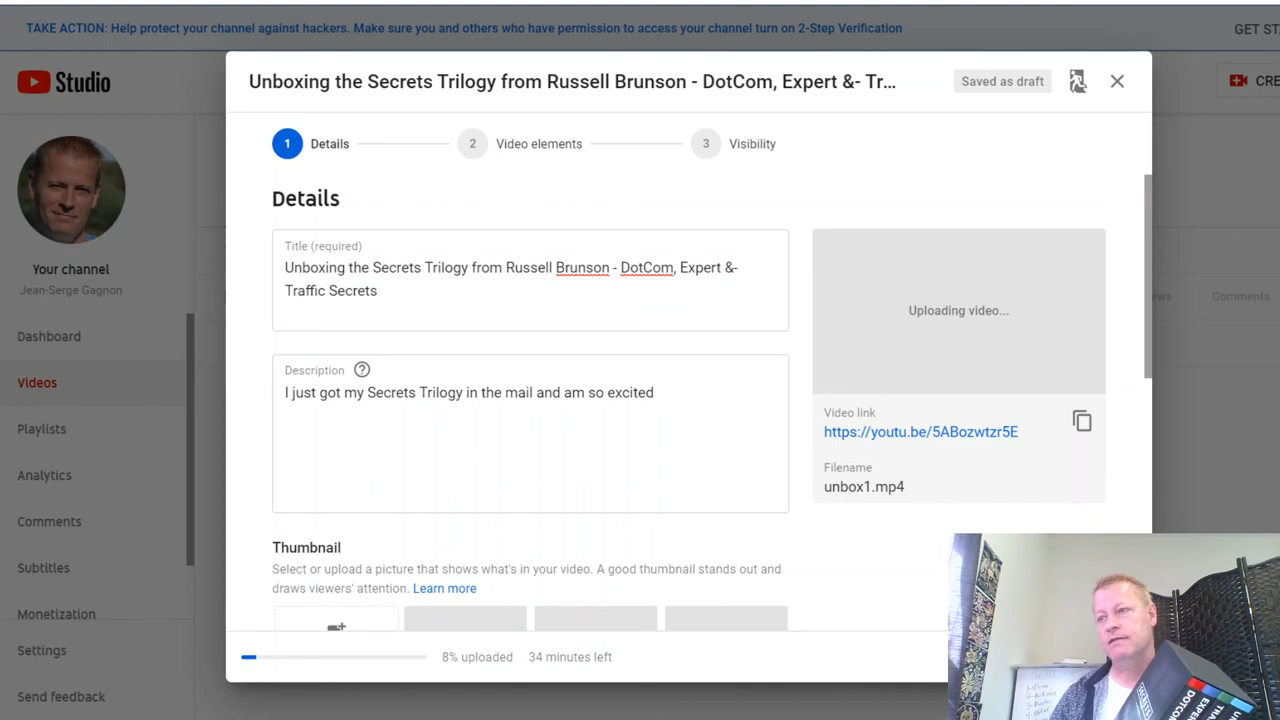 TAKE ACTION: Help protect your channel against hackers. Make sure you and others who have permission to access your channel turn on 2-Step Verification
GET ST
Studio
CRE
Unboxing the Secrets Trilogy from Russell Brunson - DotCom, Expert &- Tr...
Saved as draft
1 Details
2 Video elements
3 Visibility
Details
Title (required)
Unboxing the Secrets Trilogy from Russell Brunson - DotCom, Expert &-
Traffic Secrets
Description
I just got my Secrets Trilogy in the mail and am so excited
Thumbnail
Select or upload a picture that shows what's in your video. A good thumbnail stands out and
draws viewers' attention. Learn more
8% uploaded 34 minutes left
Uploading video...
Video link
https://youtu.be/5ABozwtzr5E
Filename
unbox1.mp4
Your channel
Jean-Serge Gagnon
Dashboard
Videos
Playlists
Analytics
Comments
Subtitles
Monetization
Settings
Send feedback
ews
Comments
DOTCOM
EXP